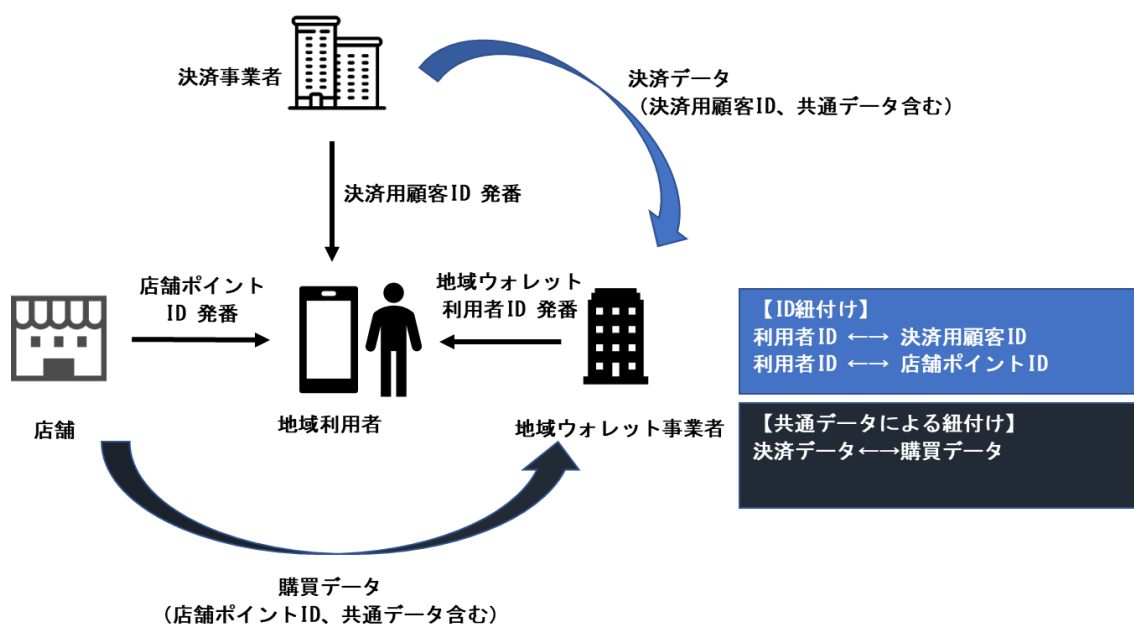 決済事業者
決済データ
（決済用顧客ID、共通データ含む）
決済用顧客ID 発番
店舗ポイント
ID 発番
地域ウォレット
利用者ID 発番
【ID紐付け】
利用者ID ←→ 決済用顧客ID
利用者ID ←→ 店舗ポイントID
店舗
地域利用者
地域ウォレット事業者
【共通データによる紐付け】
決済データ←→購買データ
購買データ
（店舗ポイントID、共通データ含む）